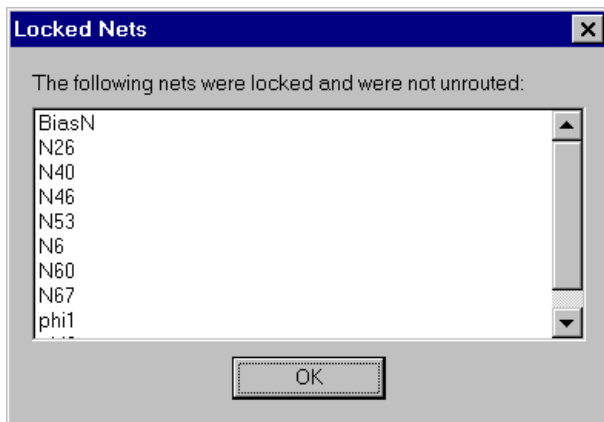 Locked Nets
The following nets were locked and were not unrouted:
BiasN
N26
N40
N46
N53
N6
N60
N67
phi1
OK